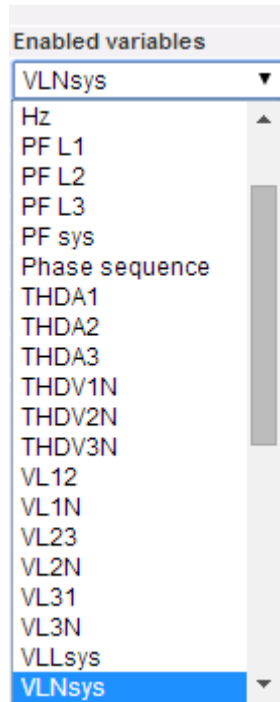 Enabled variables
VLNsys
Hz
PF L1
PF L2
PF L3
PF sys
Phase sequence
THDA1
THDA2
THDA3
THDV1N
THDV2N
THDV3N
VL12
VL1N
VL23
VL2N
VL31
VL3N
VLLsys
VLNsys